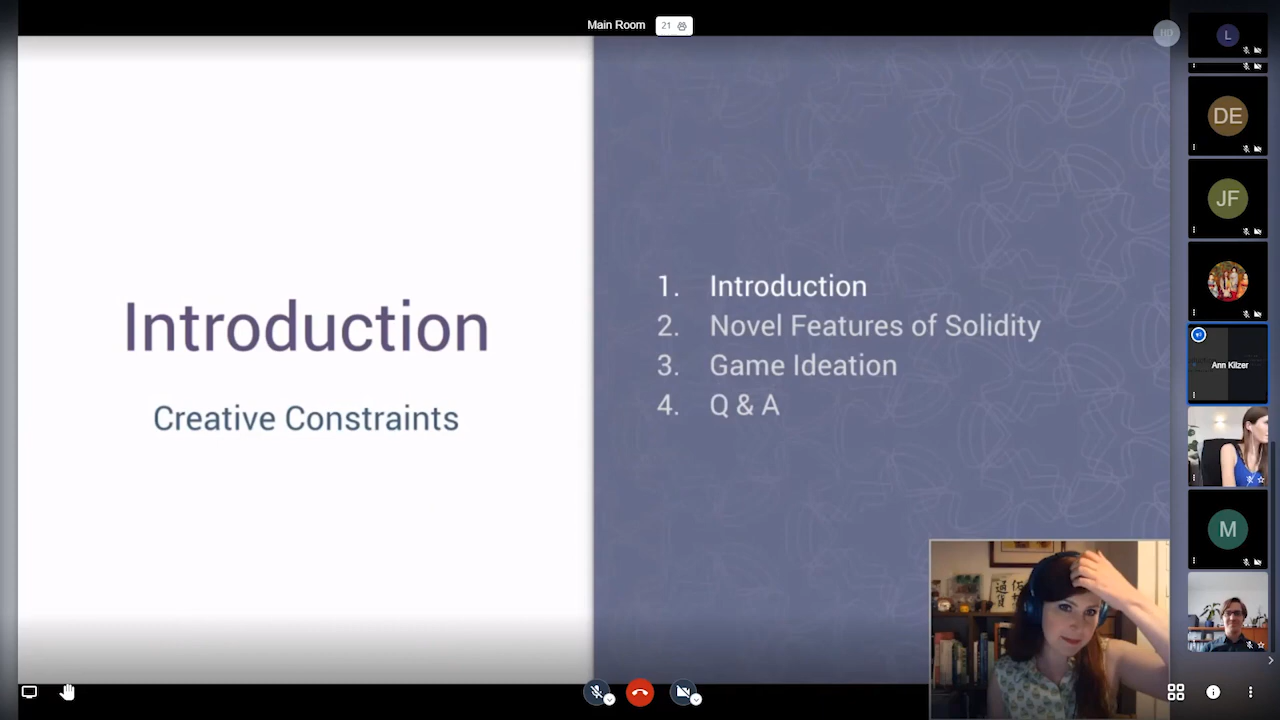 Main Room 21
HD
L
DE
JF
Ann Kilzer
M
Introduction
Creative Constraints
1. Introduction
2. Novel Features of Solidity
3. Game Ideation
4. Q & A